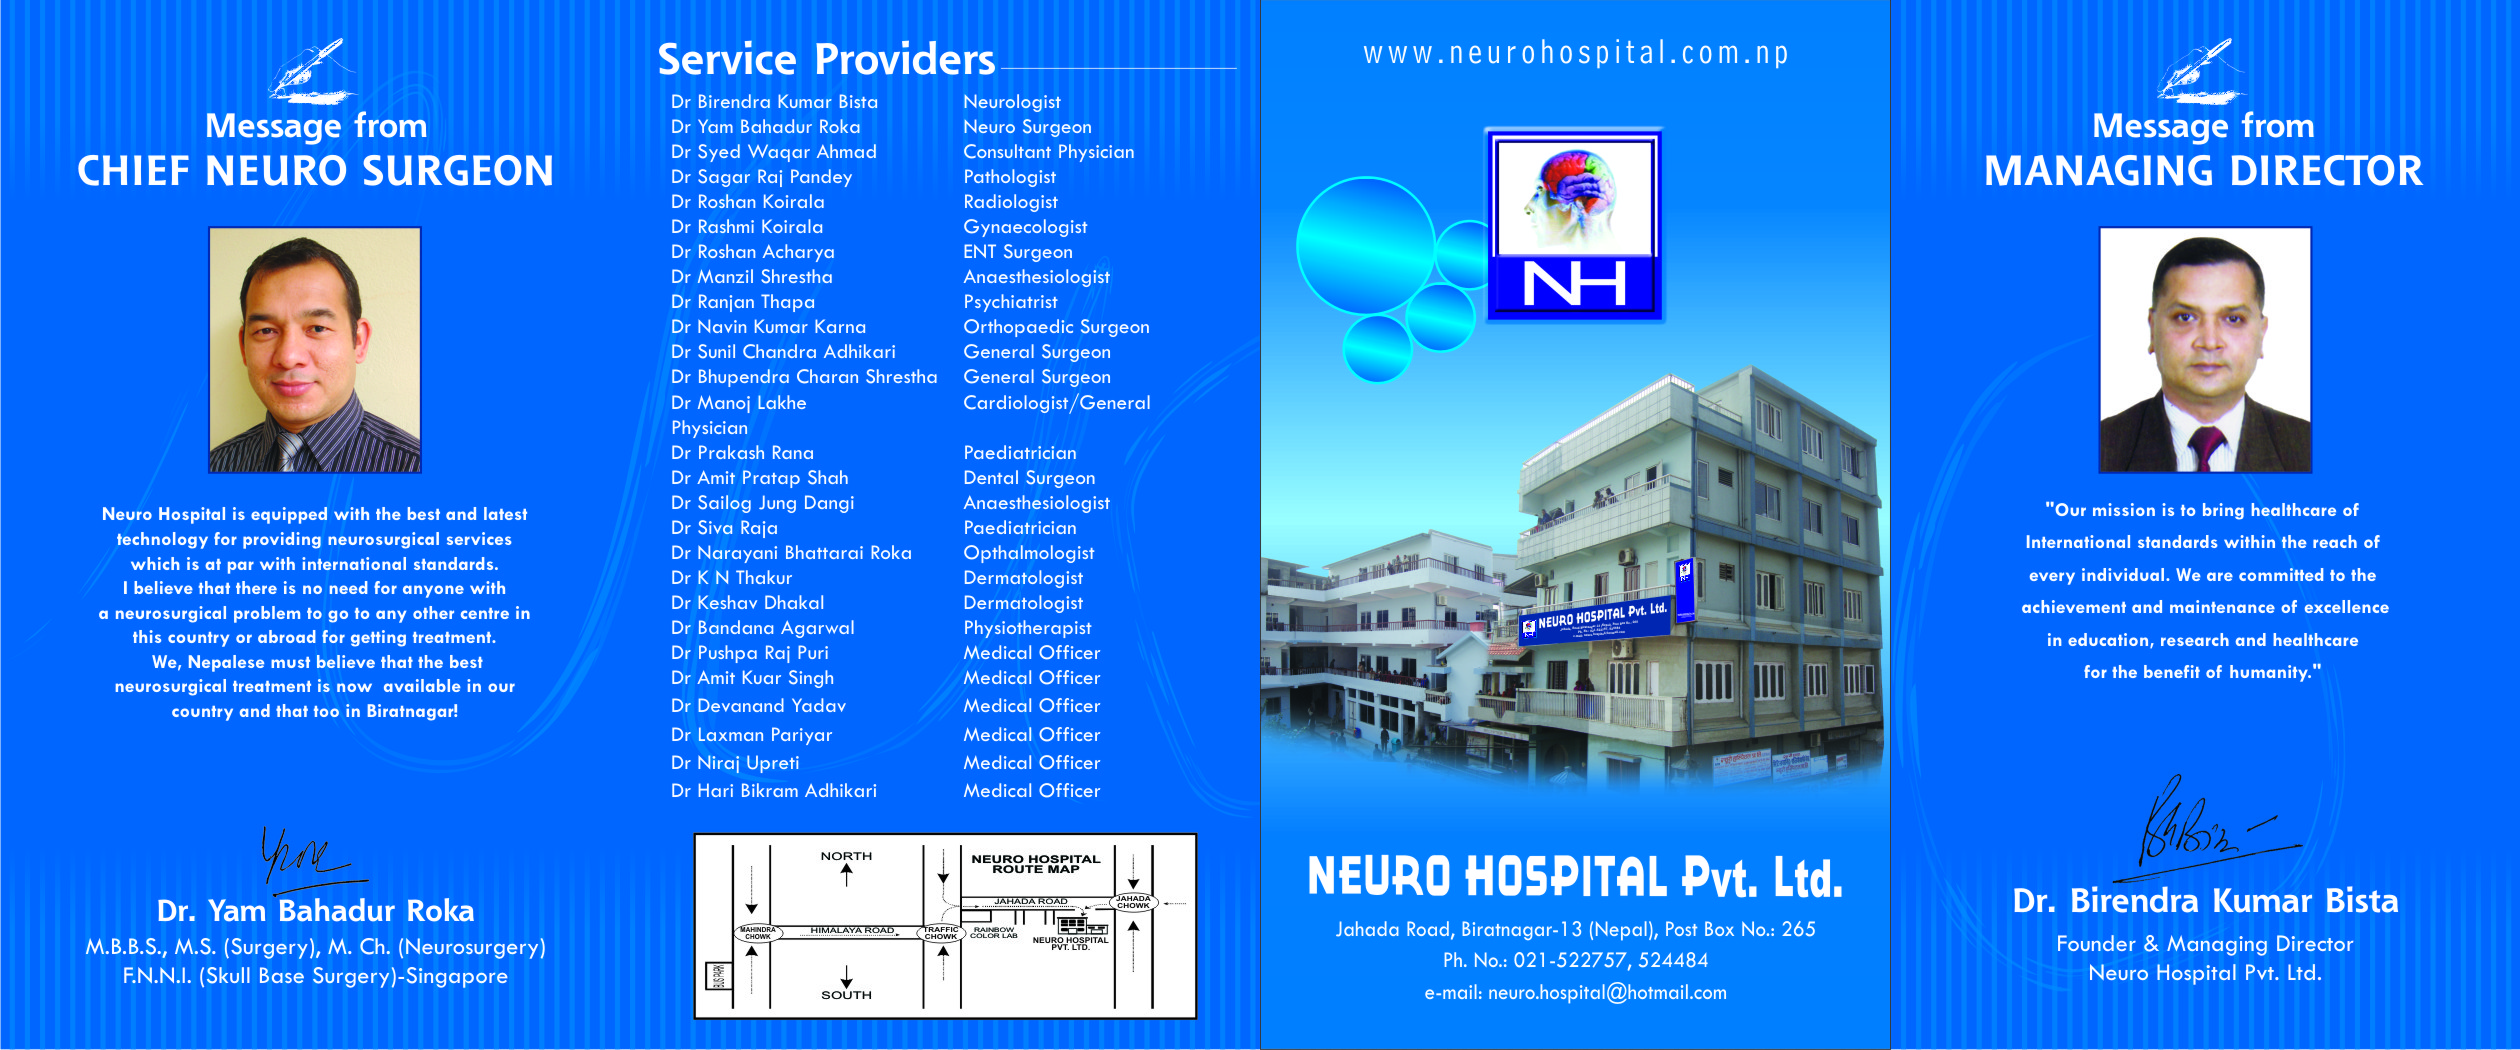 Message from
CHIEF NEURO SURGEON
Neuro Hospital is equipped with the best and latest
technology for providing neurosurgical services
which is at par with international standards.
I believe that there is no need for anyone with
a neurosurgical problem to go to any other centre in
this country or abroad for getting treatment.
We, Nepalese must believe that the best
neurosurgical treatment is now available in our
country and that too in Biratnagar!
Dr. Yam Bahadur Roka
M.B.B.S., M.S. (Surgery), M. Ch. (Neurosurgery)
F.N.N.I. (Skull Base Surgery)-Singapore
Service Providers
Dr Birendra Kumar Bista Neurologist
Dr Yam Bahadur Roka Neuro Surgeon
Dr Syed Waqar Ahmad Consultant Physician
Dr Sagar Raj Pandey Pathologist
Dr Roshan Koirala Radiologist
Dr Rashmi Koirala Gynaecologist
Dr Roshan Acharya ENT Surgeon
Dr Manzil Shrestha Anaesthesiologist
Dr Ranjan Thapa Psychiatrist
Dr Navin Kumar Karna Orthopaedic Surgeon
Dr Sunil Chandra Adhikari General Surgeon
Dr Bhupendra Charan Shrestha General Surgeon
Dr Manoj Lakhe Cardiologist/General
Physician
Dr Prakash Rana Paediatrician
Dr Amit Pratap Shah Dental Surgeon
Dr Sailog Jung Dangi Anaesthesiologist
Dr Siva Raja Paediatrician
Dr Narayani Bhattarai Roka Opthalmologist
Dr K N Thakur Dermatologist
Dr Keshav Dhakal Dermatologist
Dr Bandana Agarwal Physiotherapist
Dr Pushpa Raj Puri Medical Officer
Dr Amit Kuar Singh Medical Officer
Dr Devanand Yadav Medical Officer
Dr Laxman Pariyar Medical Officer
Dr Niraj Upreti Medical Officer
Dr Hari Bikram Adhikari Medical Officer
NORTH
NEURO HOSPITAL
ROUTE MAP
JAHADA ROAD
JAHADA
CHOWK
MAHINDRA
CHOWK
HIMALAYA ROAD
TRAFFIC
CHOWK
RAINBOW
COLOR LAB
NEURO HOSPITAL
PVT. LTD.
BUS PARK
SOUTH
www.neurohospital.com.np
NH
NEURO HOSPITAL Pvt. Ltd.
NEURO HOSPITAL Pvt. Ltd.
Jahada Road, Biratnagar-13 (Nepal), Post Box No.: 265
Ph. No.: 021-522757, 524484
e-mail: neuro.hospital@hotmail.com
Message from
MANAGING DIRECTOR
"Our mission is to bring healthcare of
International standards within the reach of
every individual. We are committed to the
achievement and maintenance of excellence
in education, research and healthcare
for the benefit of humanity."
Dr. Birendra Kumar Bista
Founder & Managing Director
Neuro Hospital Pvt. Ltd.